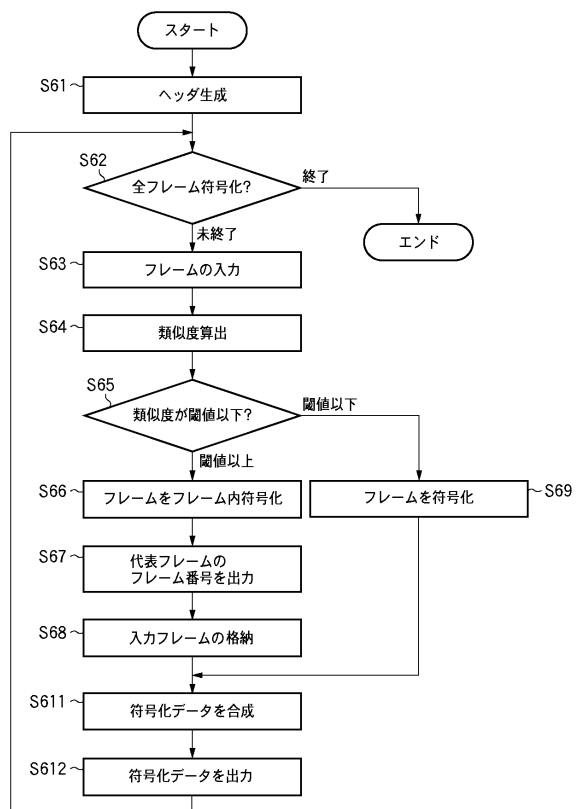 スタート
S61
ヘッダ生成
S62
全フレーム符号化?
終了
エンド
未終了
S63
フレームの入力
S64
類似度算出
S65
類似度が閾値以下?
閾値以下
閾値以上
S66
フレームをフレーム内符号化
フレームを符号化
S69
S67
代表フレームの
フレーム番号を出力
S68
入力フレームの格納
S611
符号化データを合成
S612
符号化データを出力